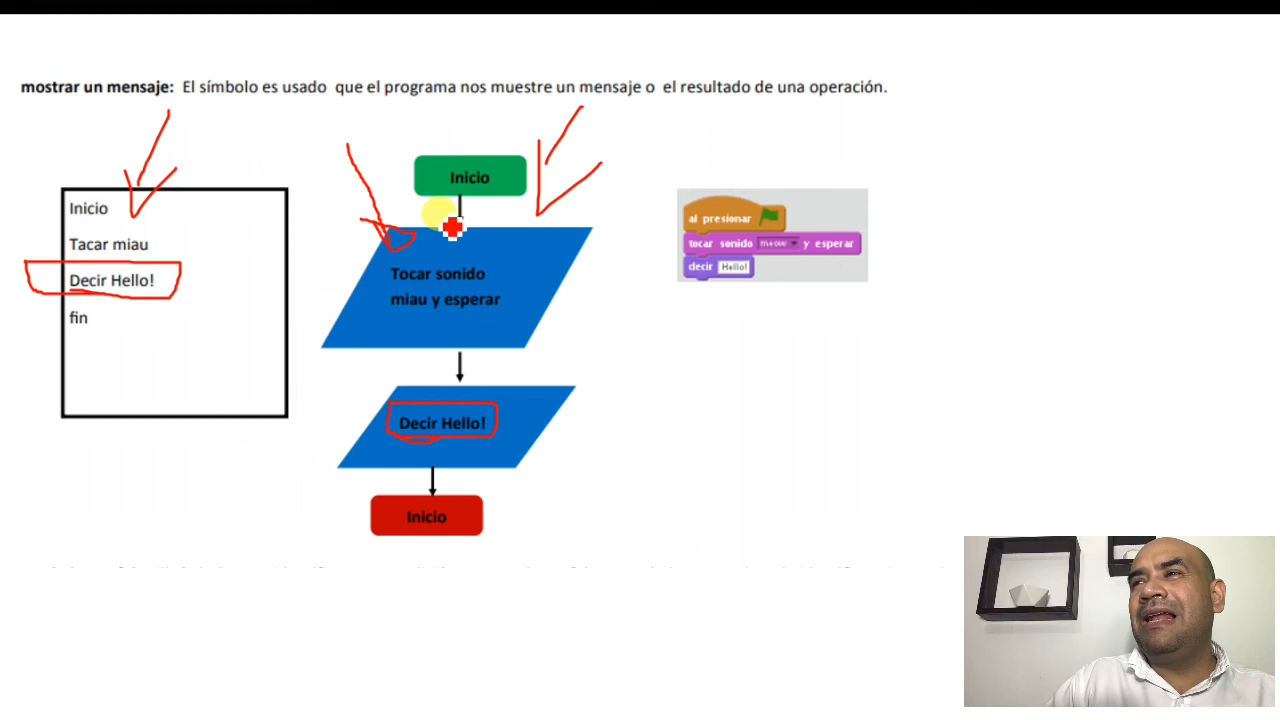 mostrar un mensaje: El símbolo es usado que el programa nos muestre un mensaje o el resultado de una operación.
Inicio
Tacar miau
Decir Hello!
fin
Inicio
Tocar sonido
miau y esperar
Decir Hello!
Inicio
al presionar
tocar sonido meow y esperar
decir Hello!